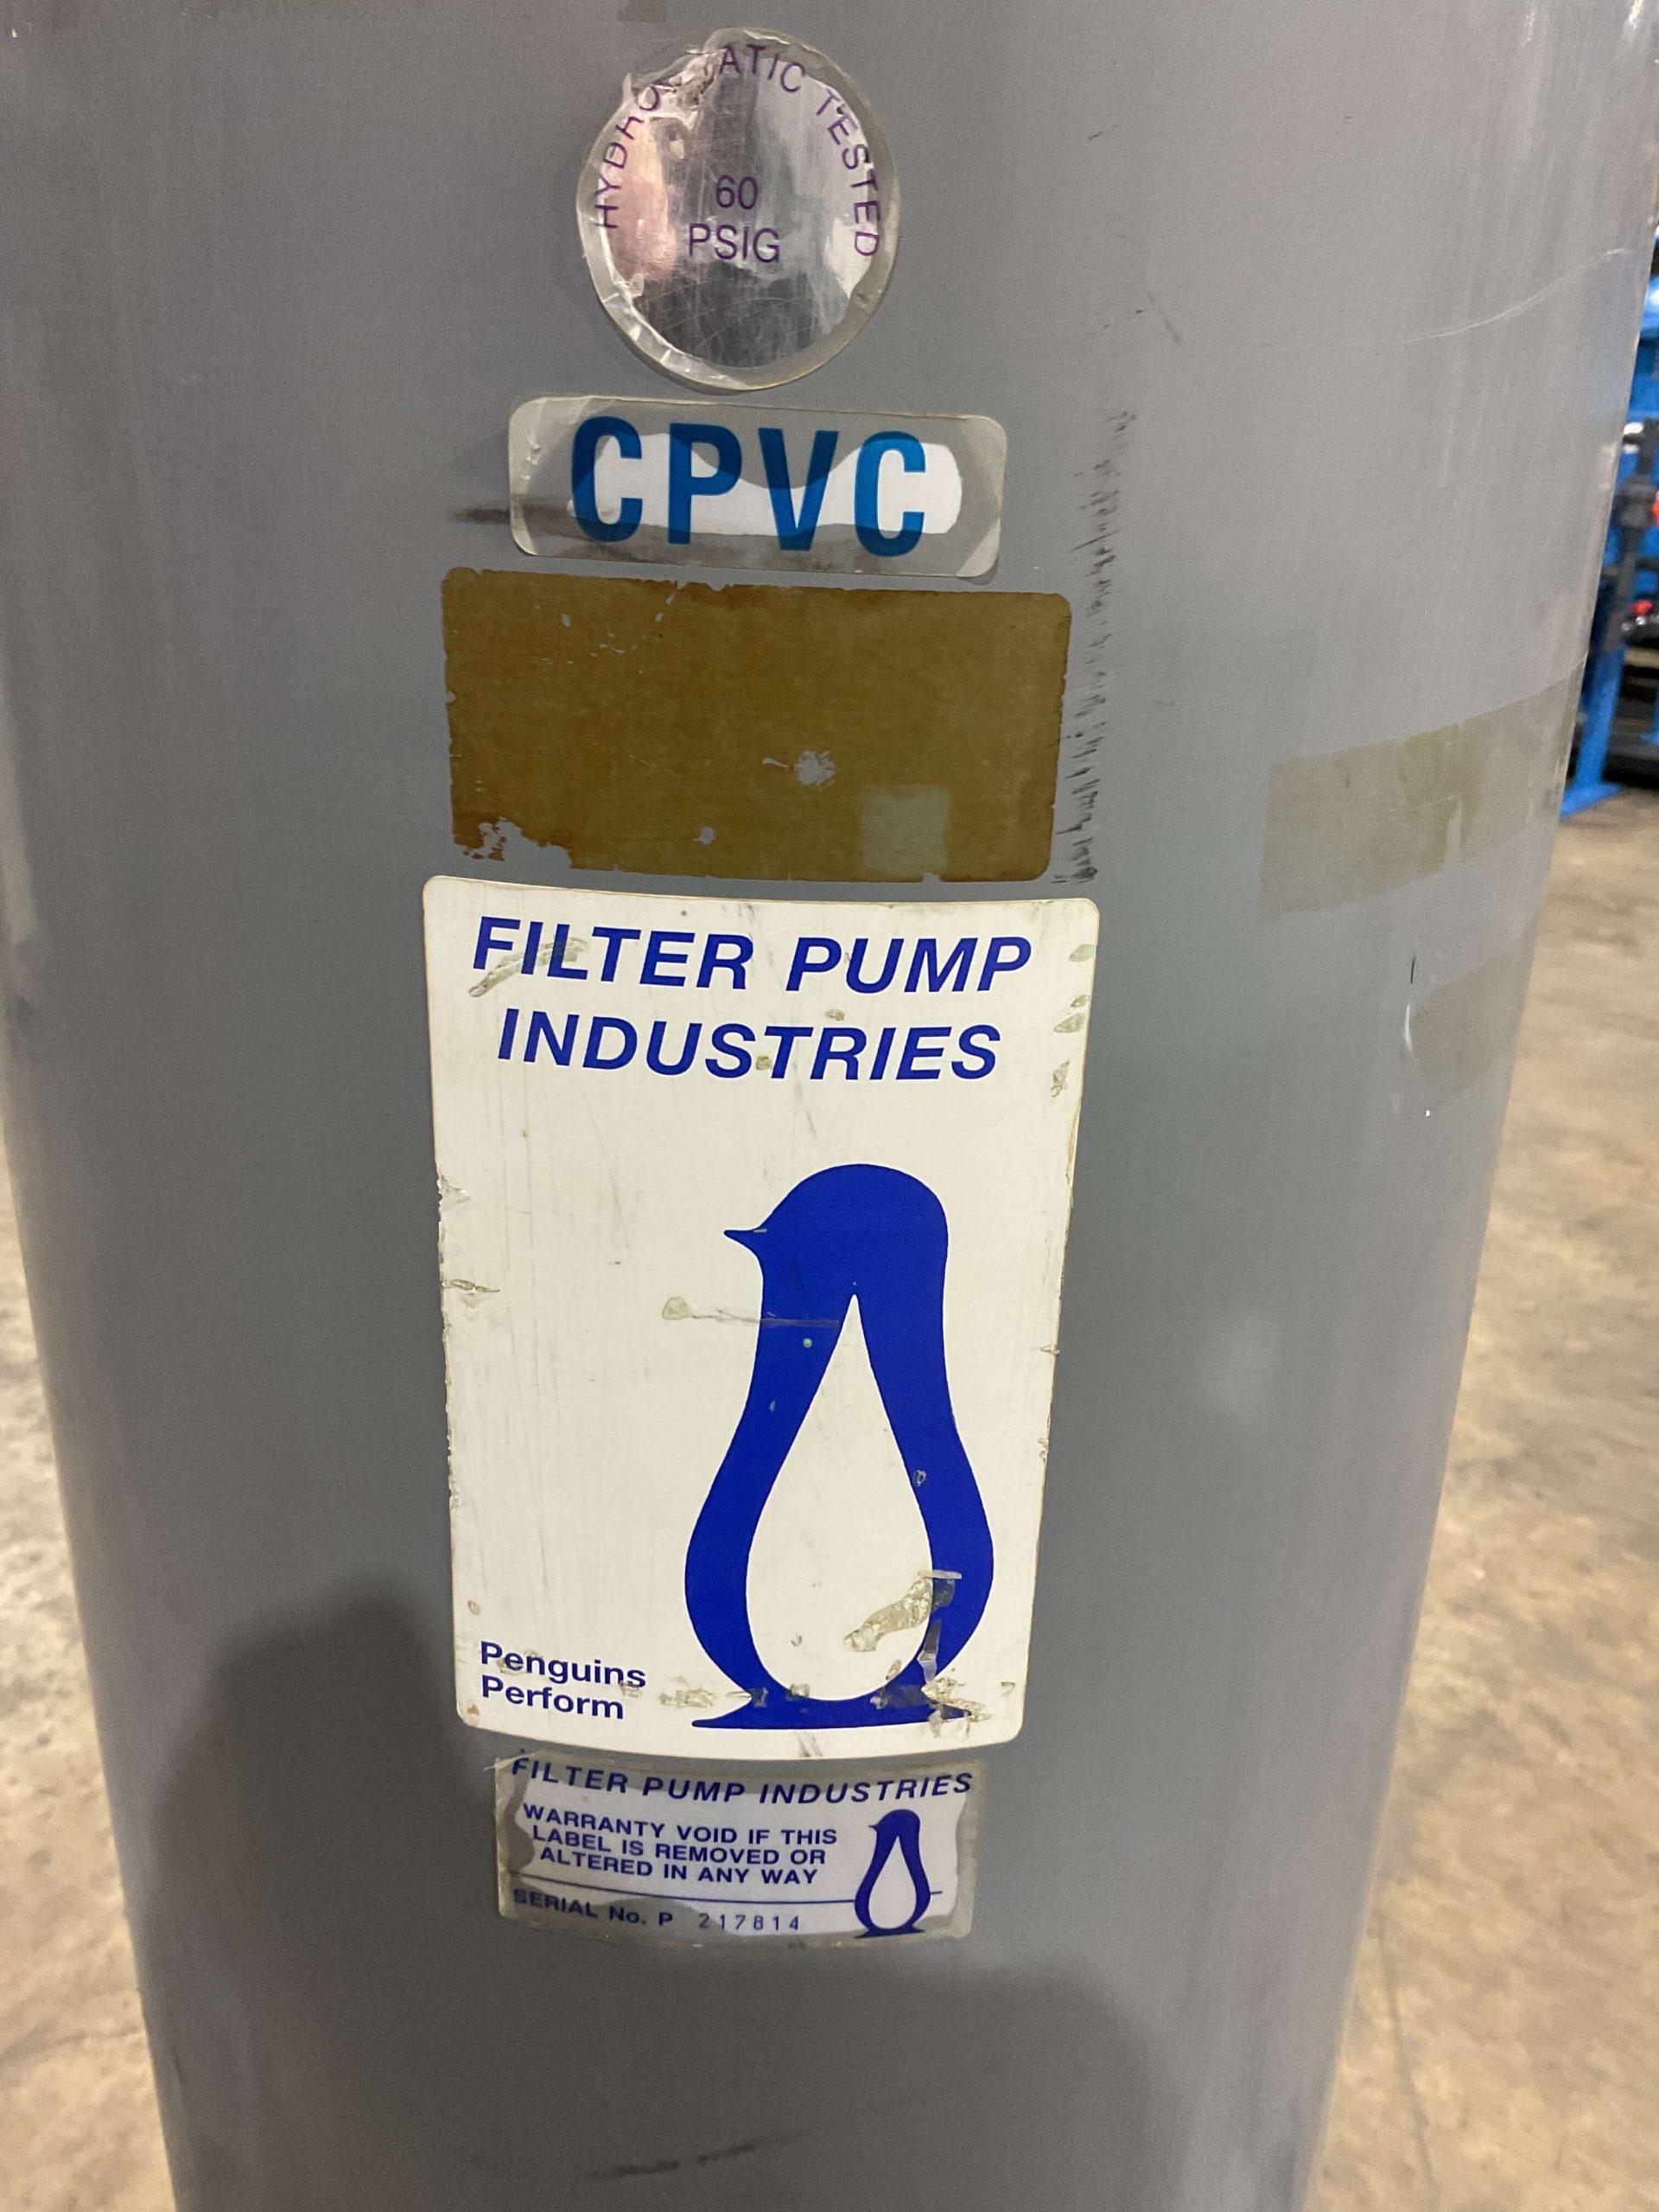 HYDROSTATIC TESTED
60
PSIG
CPVC
FILTER PUMP
INDUSTRIES
Penguins
Perform
FILTER PUMP INDUSTRIES
WARRANTY VOID IF THIS
LABEL IS REMOVED OR
ALTERED IN ANY WAY
SERIAL No. P 217814